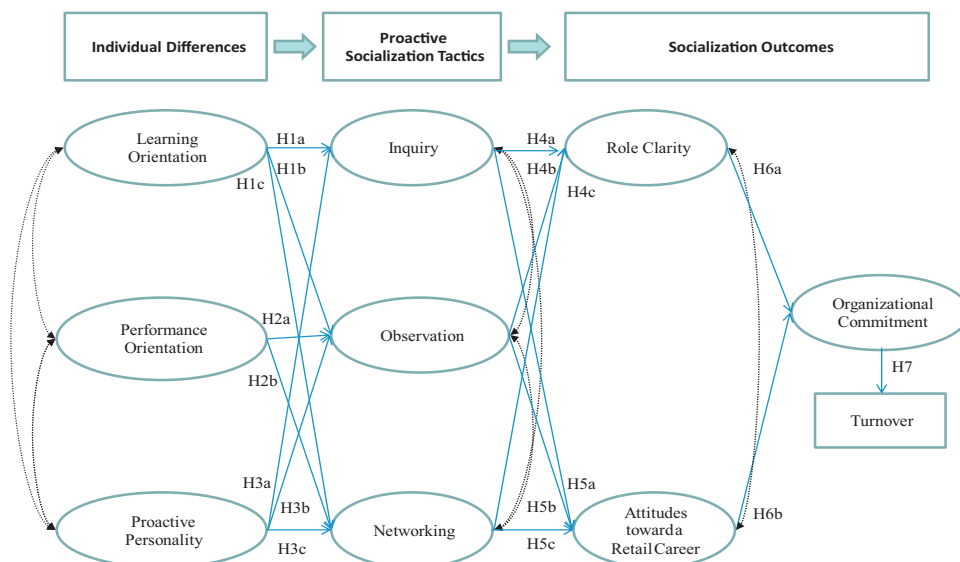 Individual Differences
Proactive
Socialization Tactics
Socialization Outcomes
Learning
Orientation
H1a
H1b
H1c
Inquiry
H4a
H4b
H4c
Role Clarity
H6a
Performance
Orientation
H2a
H2b
Observation
Organizational
Commitment
H7
Turnover
Proactive
Personality
H3a
H3b
H3c
Networking
H5a
H5b
H5c
Attitudes
toward a
Retail Career
H6b